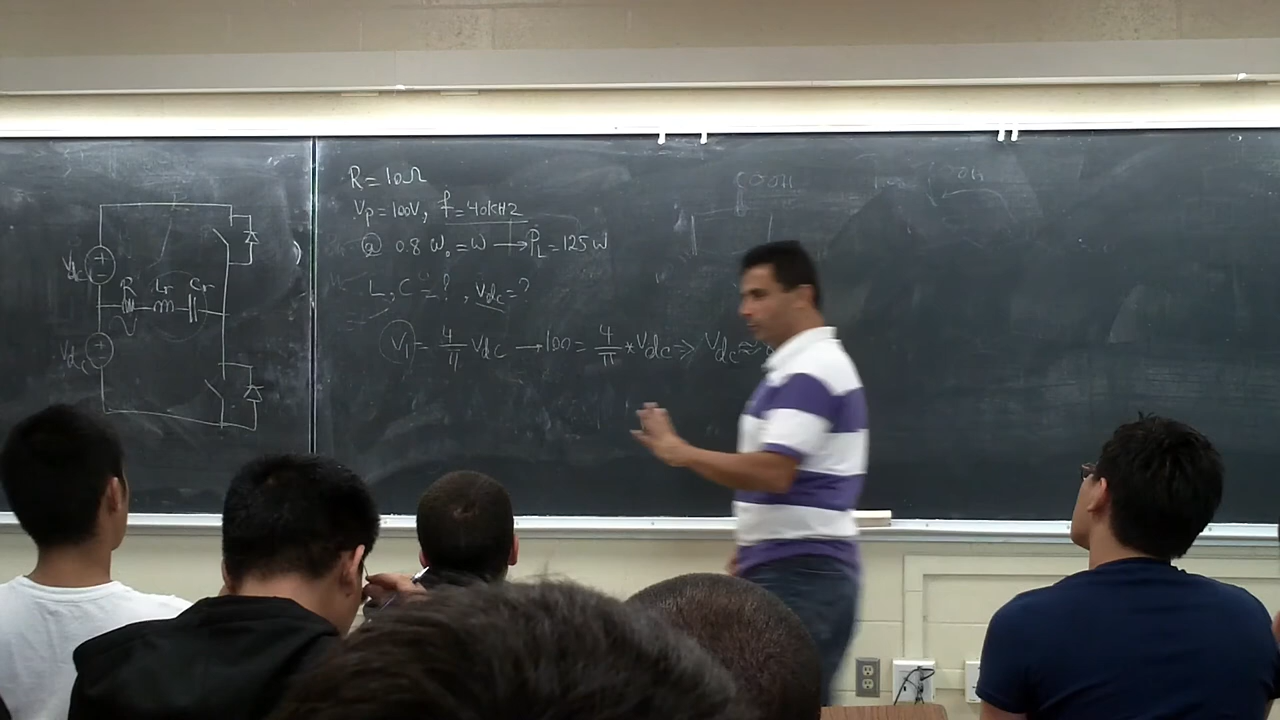 Vdc
R Lr Cr
Vdc
R = 10Ω
Vp = 100V, f = 40KHz
@ 0.8 ω₀ = ω → PL = 125 W
L, C = ?, Vdc = ?
V1 = 4/π Vdc → 100 = 4/π * Vdc ⇒ Vdc ≈